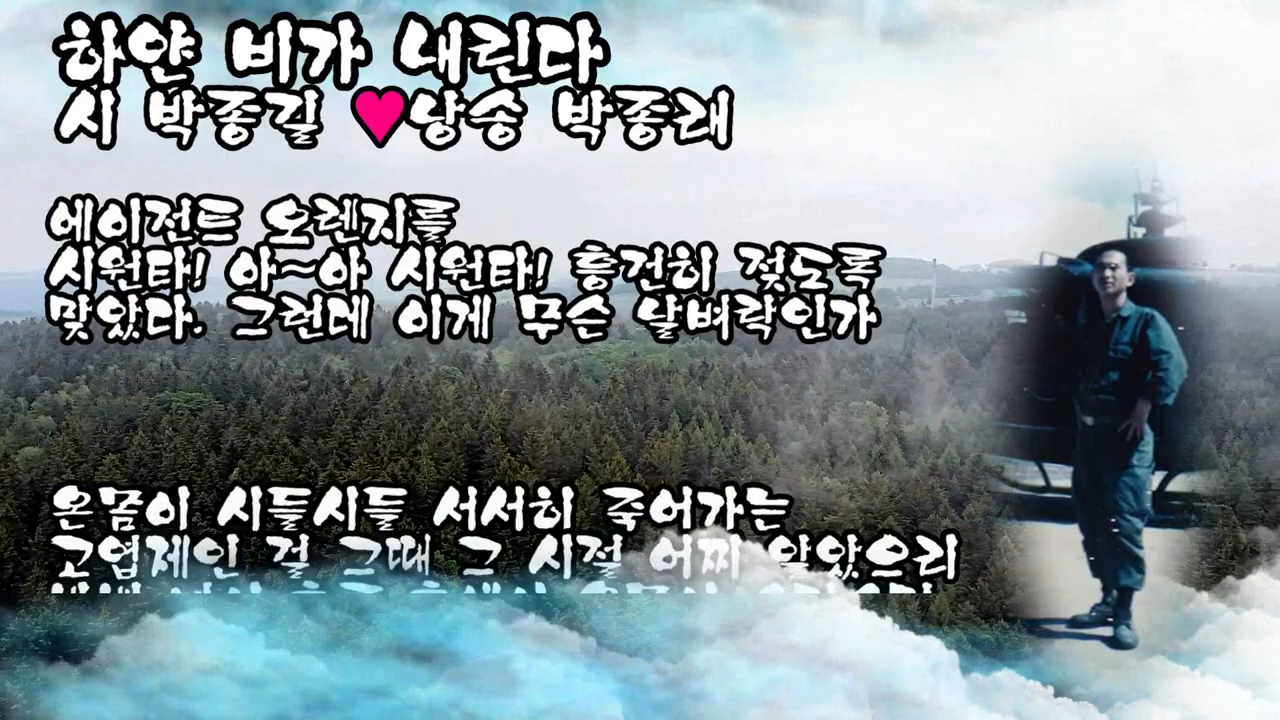 하얀 비가 내린다
시 박종길 ♥낭송 박종래
에이전트 오렌지를
시원타! 아~아 시원타! 흥건히 젖도록
맞았다. 그런데 이게 무슨 날벼락인가
온몸이 시들시들 서서히 죽어가는
고엽제인 걸 그때 그 시절 어찌 알았으리